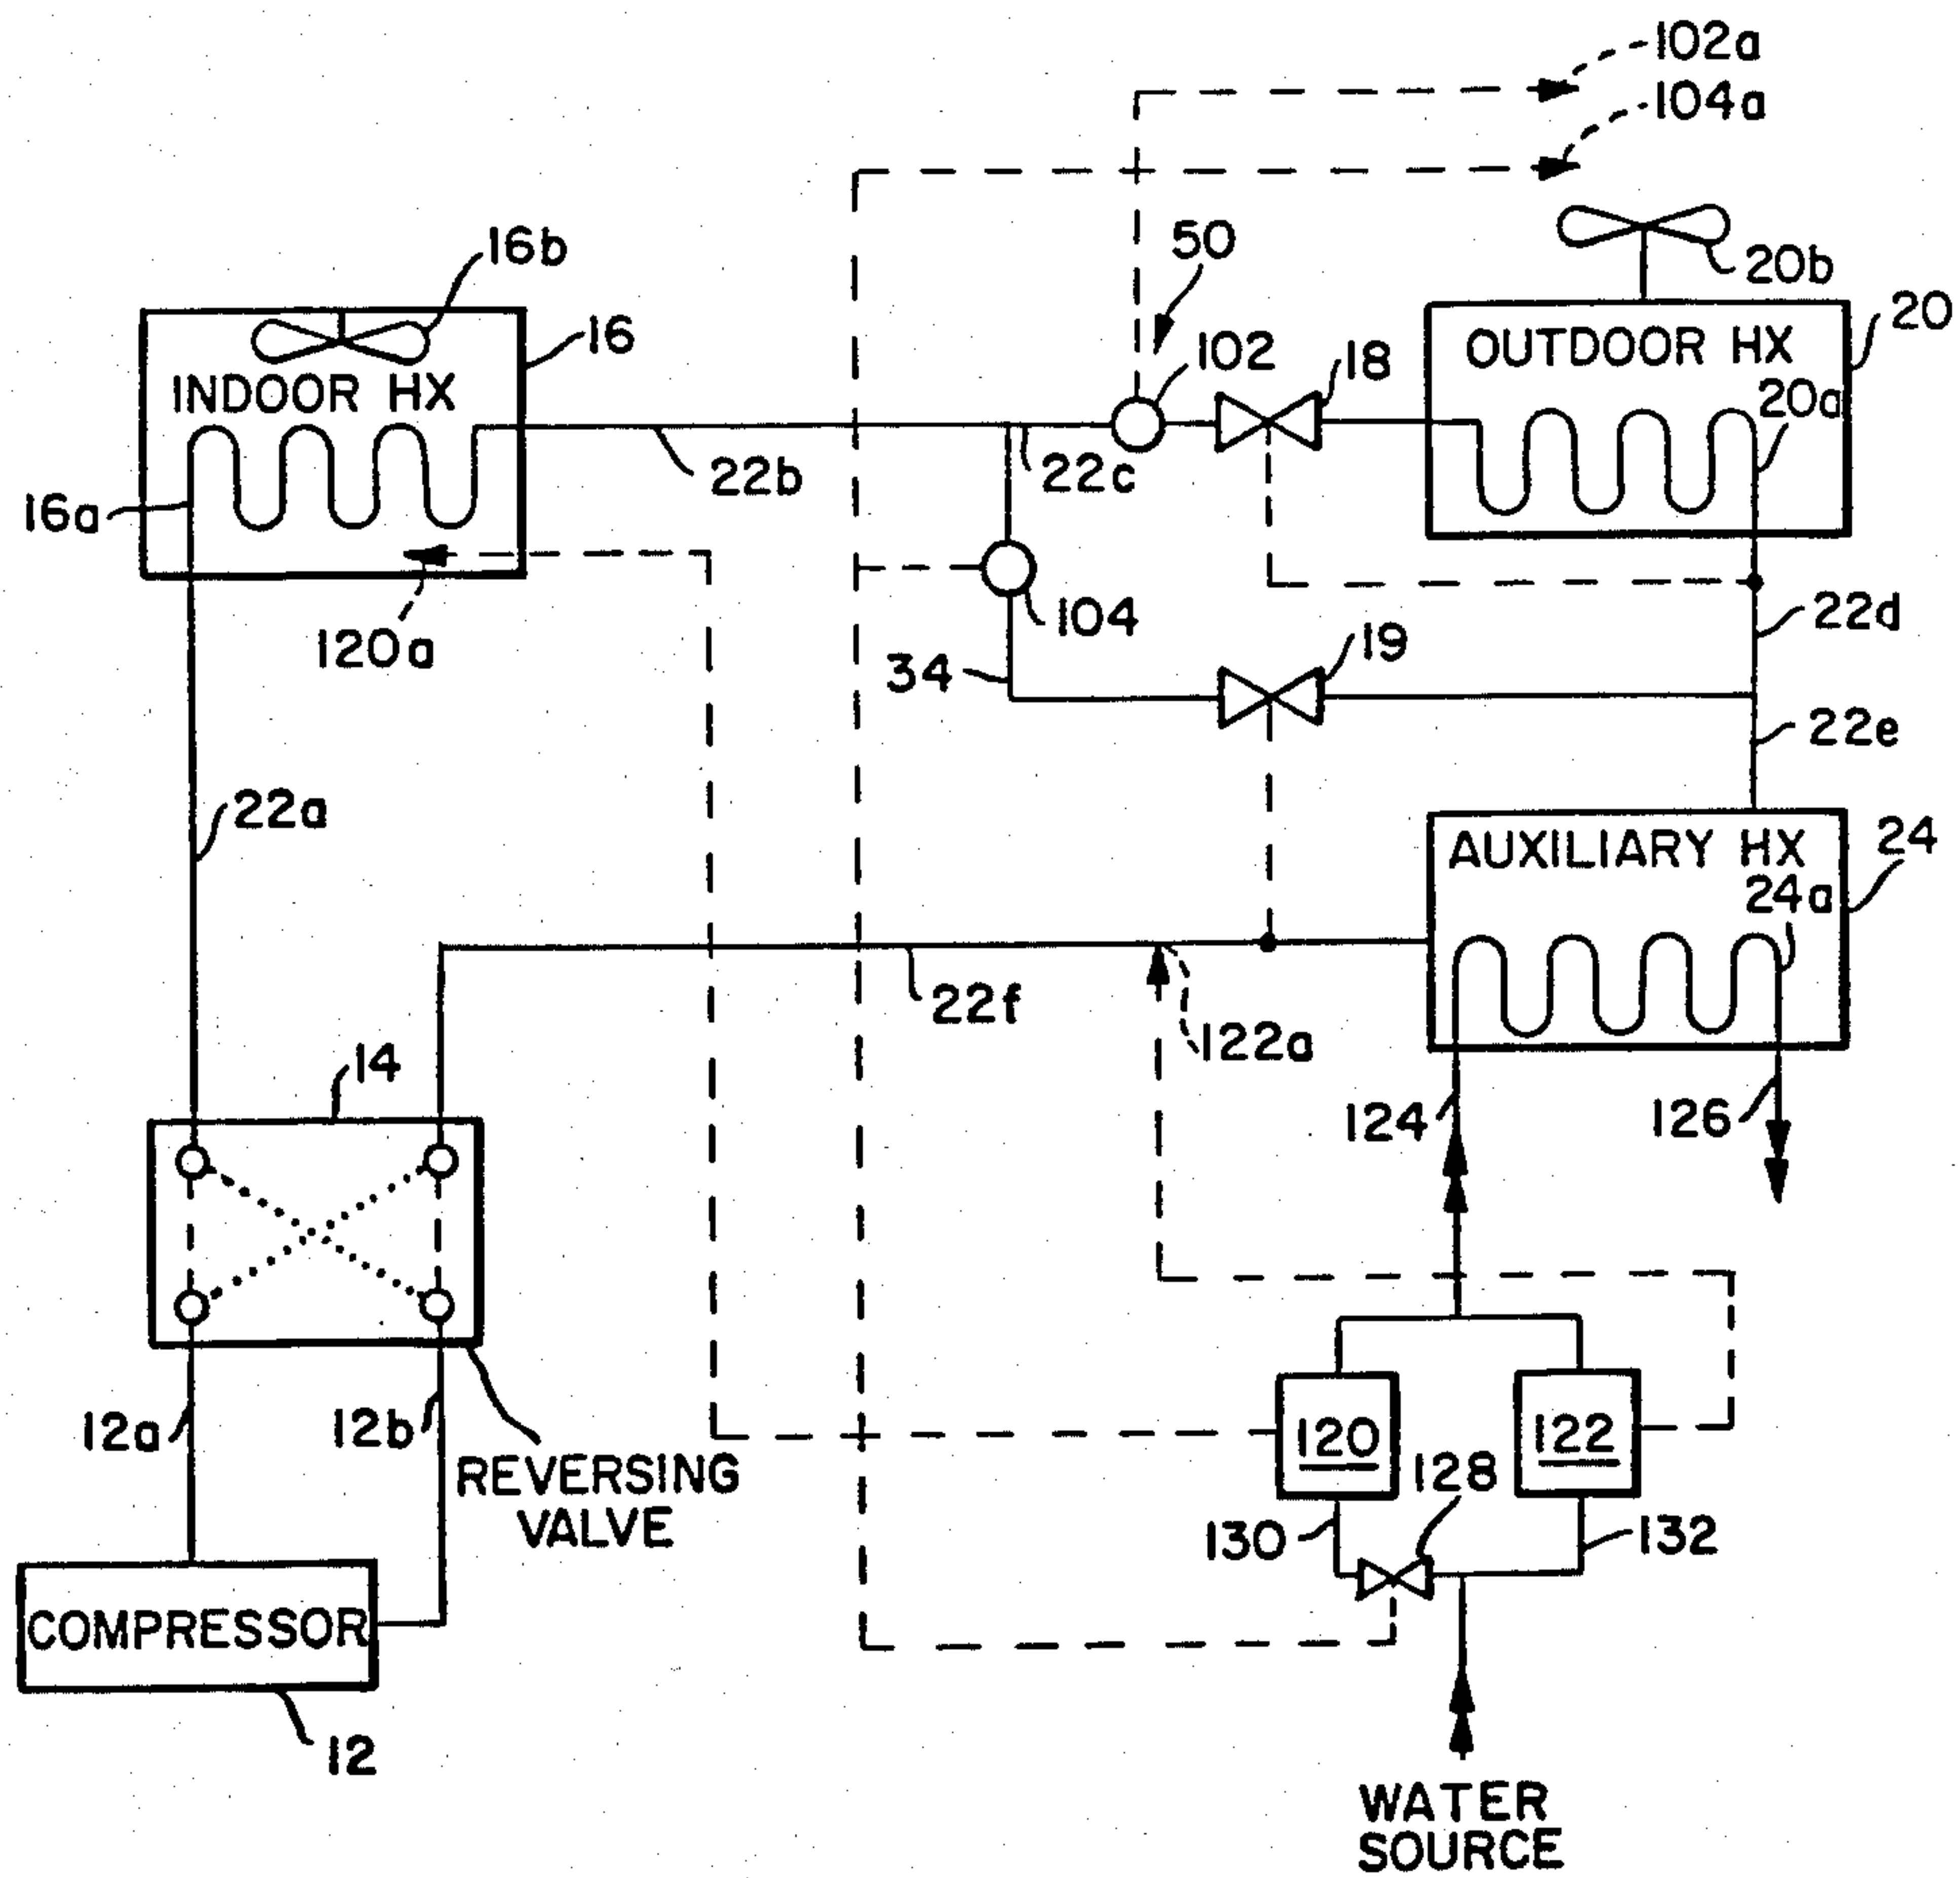 102a
104a
16b
50
20b
20
16
102
18
OUTDOOR HX
INDOOR HX
20a
22b
22c
16a
104
22d
120a
19
34
22e
22a
AUXILIARY HX
24
24a
22f
122a
14
124
126
12a
12b
120
122
REVERSING
VALVE
128
130
132
COMPRESSOR
12
WATER
SOURCE